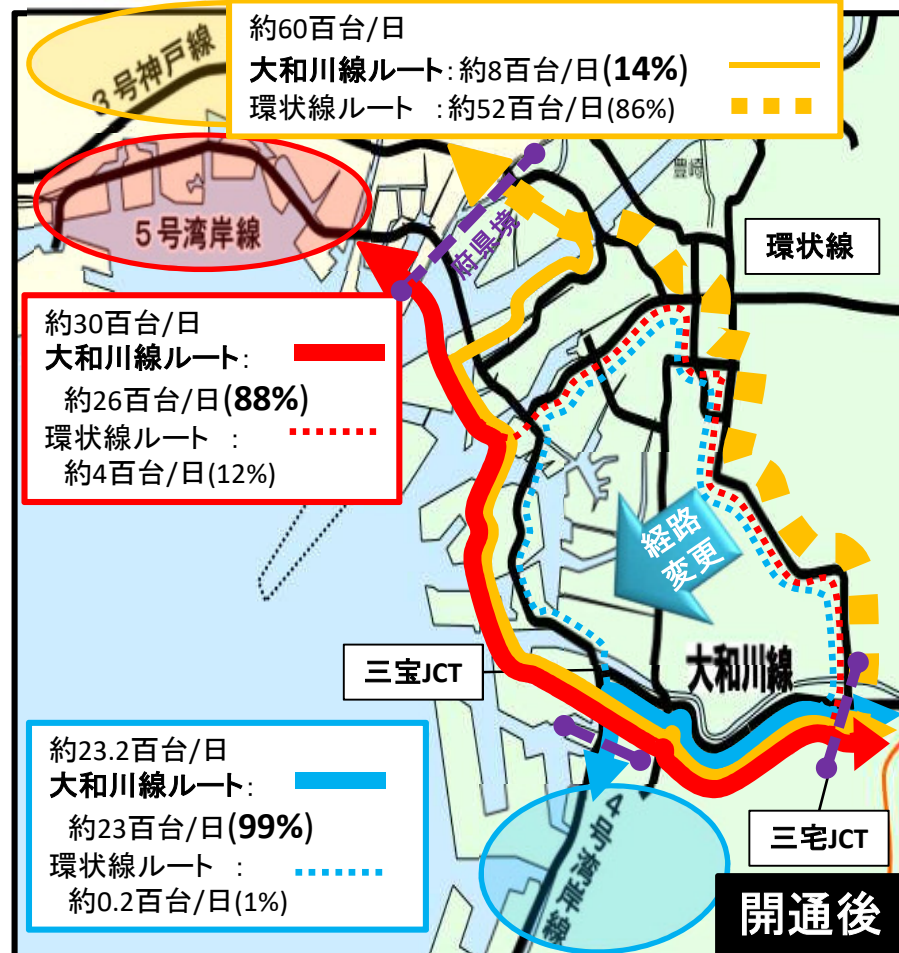 約60百台/日
大和川線ルート：約8百台/日(14%)
環状線ルート ：約52百台/日(86%)
3号神戸線
5号湾岸線
府県境
豊崎
環状線
約30百台/日
大和川線ルート：
約26百台/日(88%)
環状線ルート ：
約4百台/日(12%)
経路
変更
三宝JCT
大和川線
約23.2百台/日
大和川線ルート：
約23百台/日(99%)
環状線ルート ：
約0.2百台/日(1%)
4号湾岸線
三宅JCT
開通後